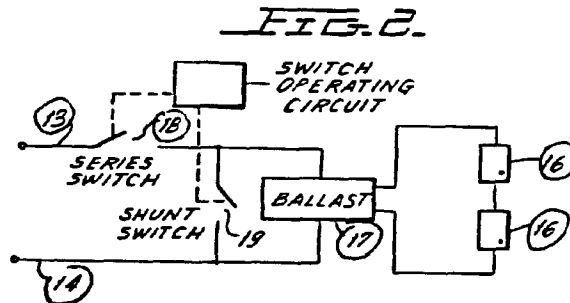 FIG. 2.
SWITCH
OPERATING
CIRCUIT
13
18
SERIES
SWITCH
16
BALLAST
SHUNT
SWITCH
19
17
16
14